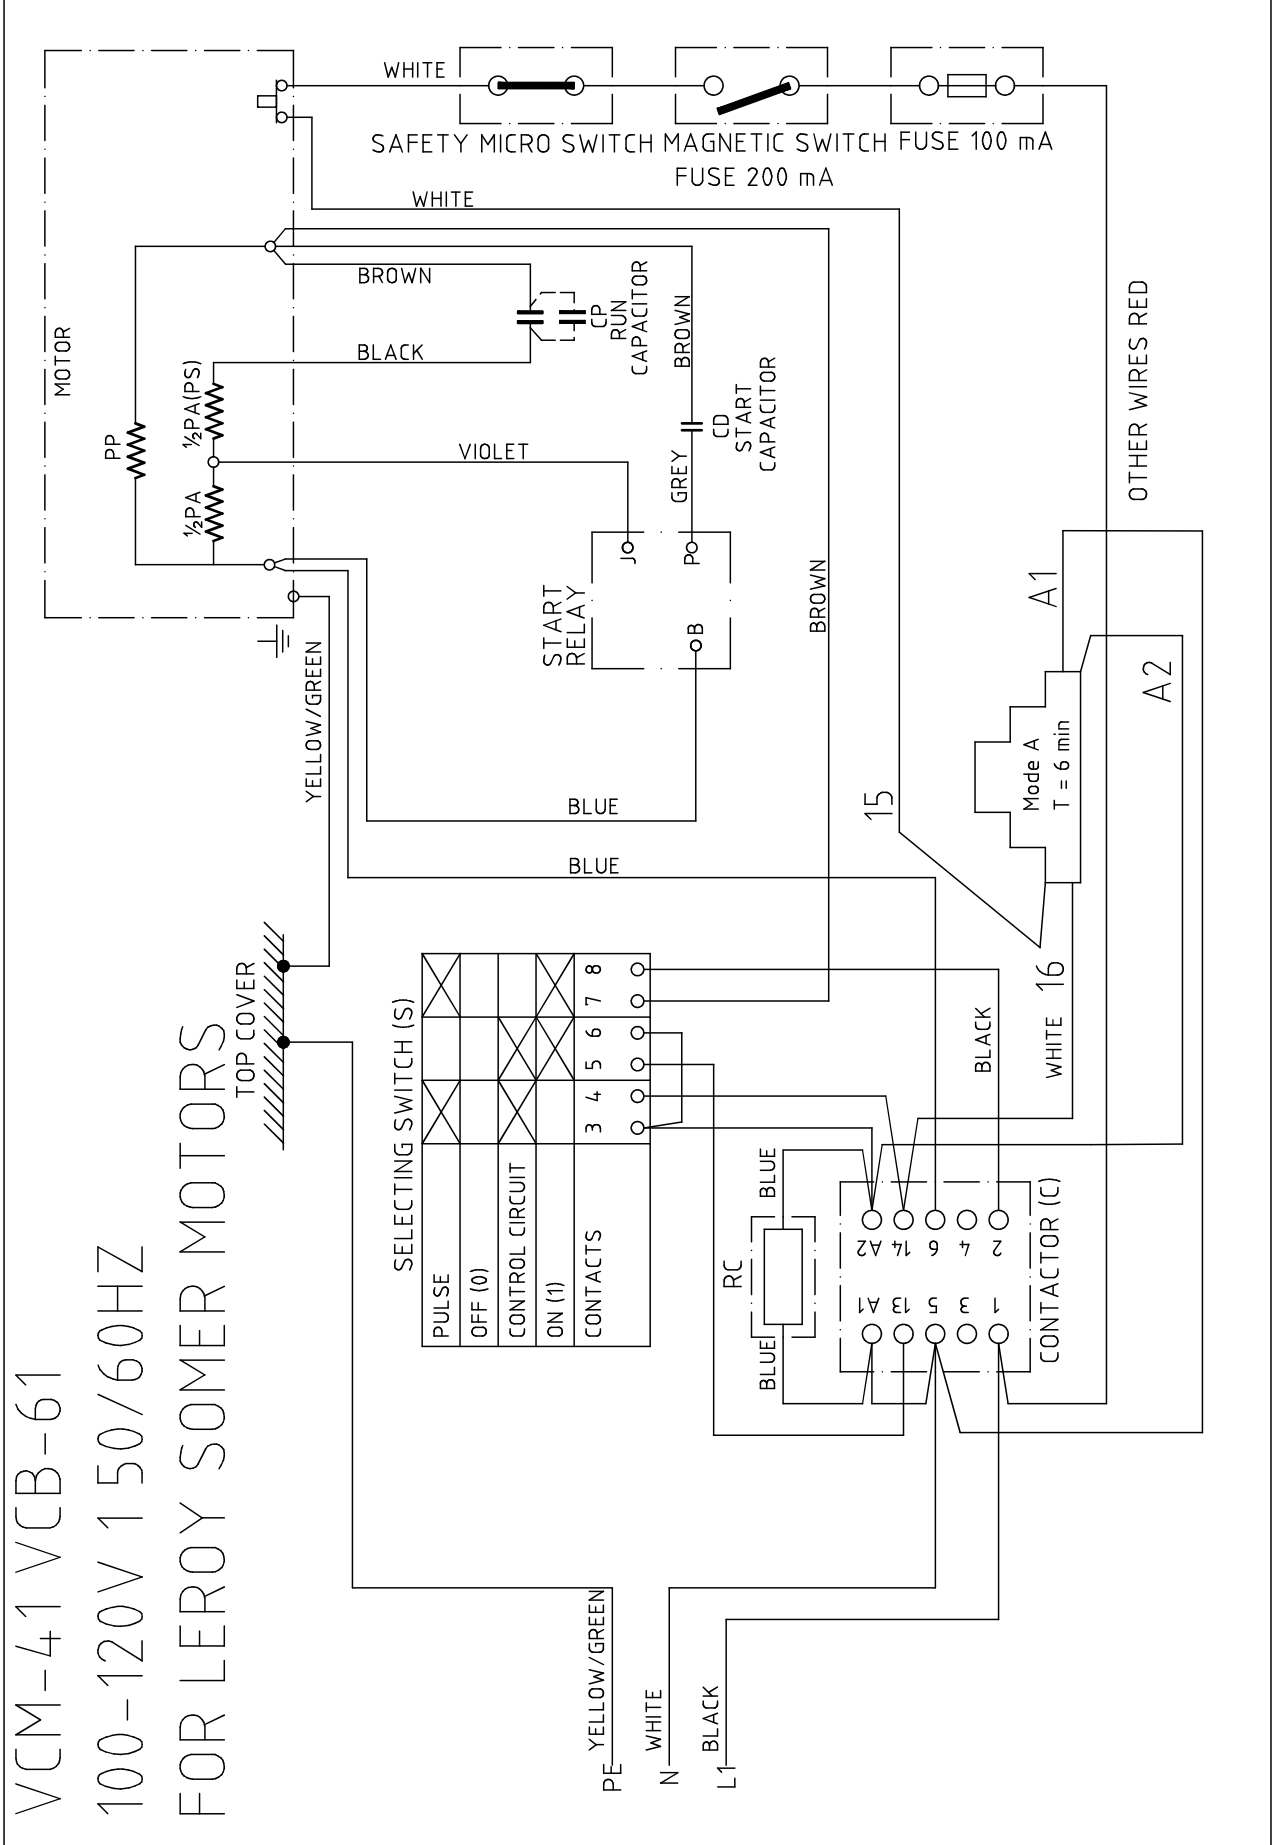 VCM-41 VCB-61
100-120V 1 50/60HZ
FOR LEROY SOMER MOTORS
TOP COVER
YELLOW/GREEN
MOTOR
PP
½PA
½PA(PS)
WHITE
SAFETY MICRO SWITCH
MAGNETIC SWITCH
FUSE 200 mA
FUSE 100 mA
WHITE
BROWN
BLACK
VIOLET
CP
RUN
CAPACITOR
BROWN
CD
START
CAPACITOR
GREY
START
RELAY
J
P
B
BROWN
BLUE
BLUE
OTHER WIRES RED
A1
A2
15
Mode A
T = 6 min
16
WHITE
BLACK
SELECTING SWITCH (S)
PULSE
OFF (0)
CONTROL CIRCUIT
ON (1)
CONTACTS 3 4 5 6 7 8
RC
BLUE
BLUE
A1 13 5 3 1
A2 14 6 4 2
CONTACTOR (C)
PE YELLOW/GREEN
N WHITE
L1 BLACK